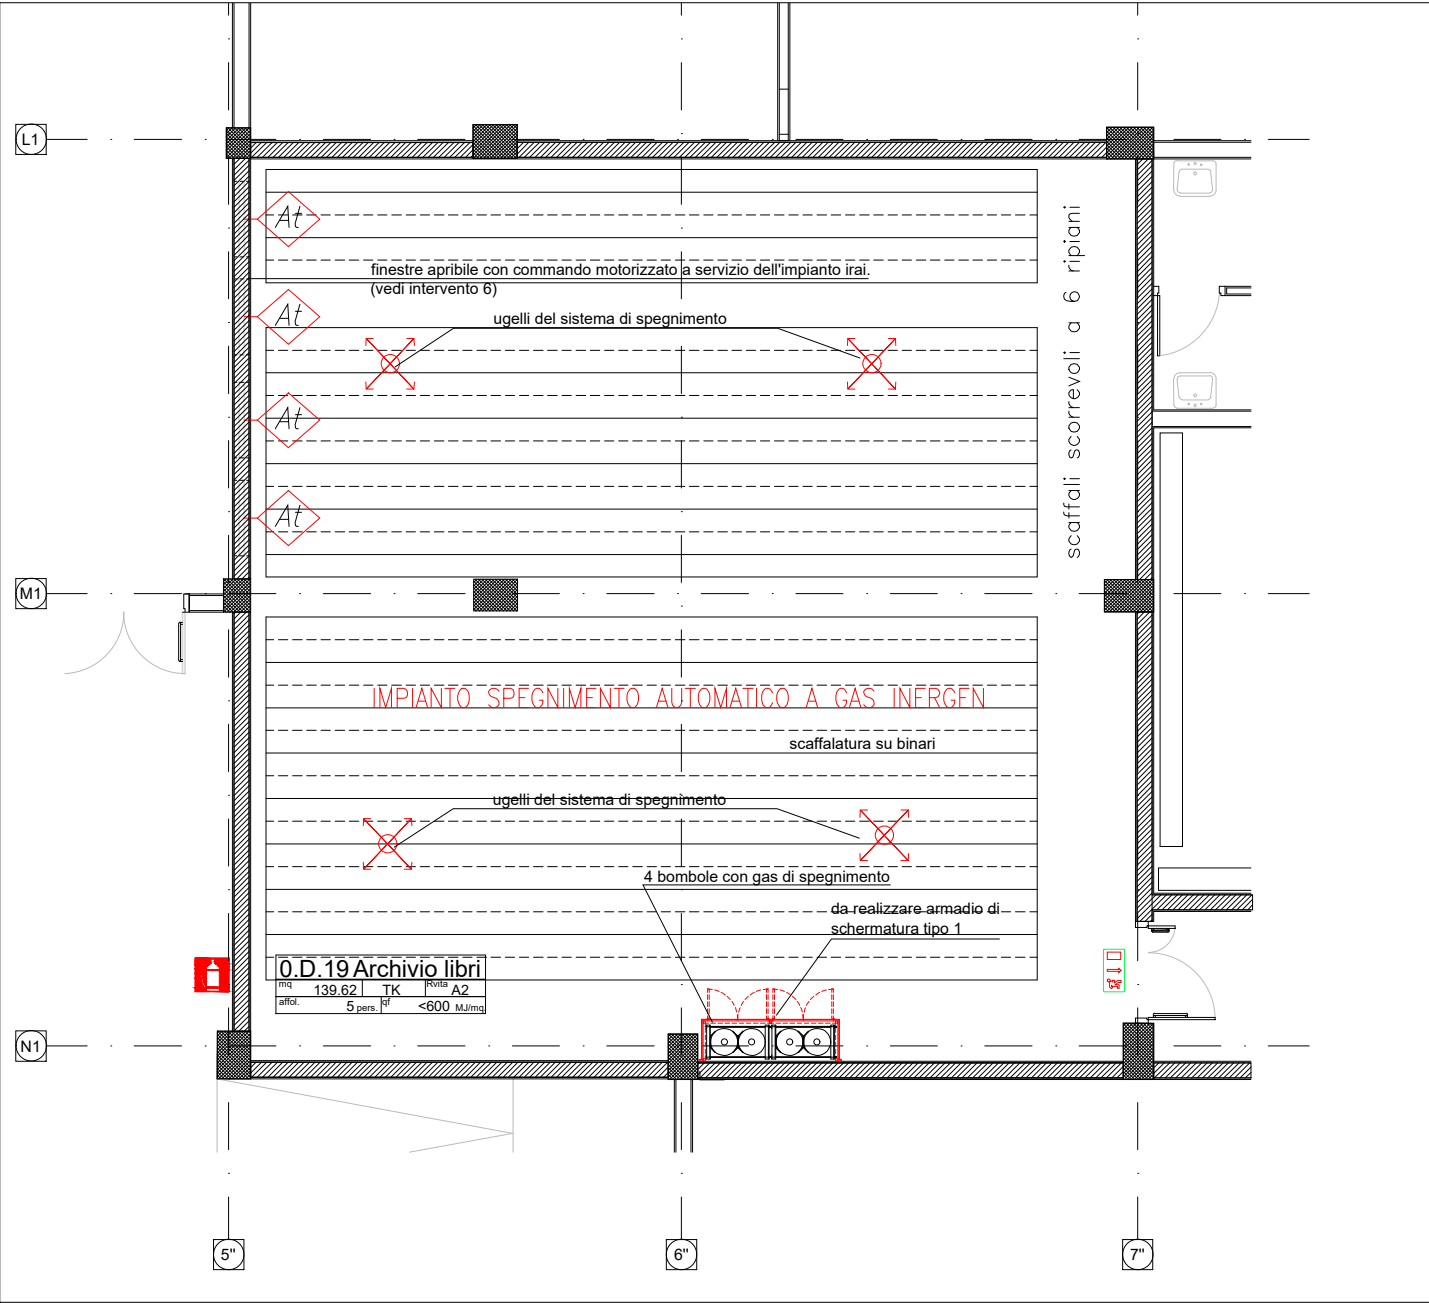 L1
At
finestre apribile con commando motorizzato a servizio dell'impianto irai.
(vedi intervento 6)
At
ugelli del sistema di spegnimento
scaffali scorrevoli a 6 ripiani
At
At
M1
IMPIANTO SPEGNIMENTO AUTOMATICO A GAS INERGEN
scaffalatura su binari
ugelli del sistema di spegnimento
4 bombole con gas di spegnimento
da realizzare armadio di
schermatura tipo 1
0.D.19 Archivio libri
mq 139.62 TK Rvita A2
affol. 5 pers. qf <600 MJ/mq
N1
5"
6"
7"